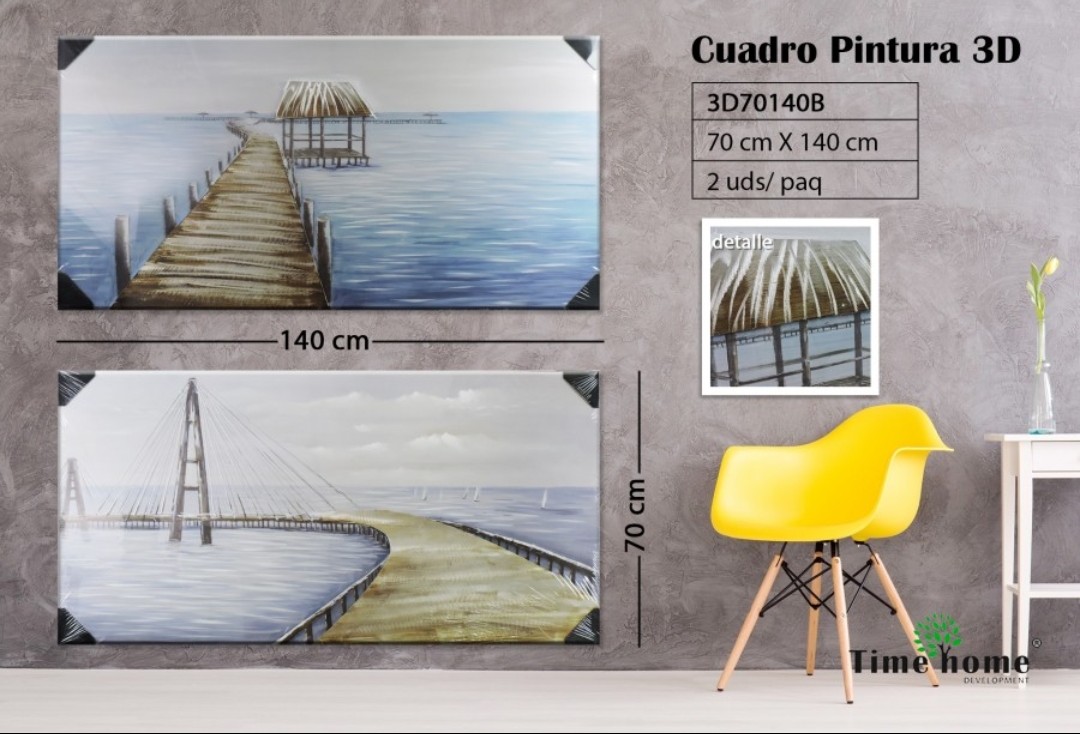 Cuadro Pintura 3D
3D70140B
70 cm X 140 cm
2 uds/ paq
detalle
140 cm
70 cm
Time home®
DEVELOPMENT